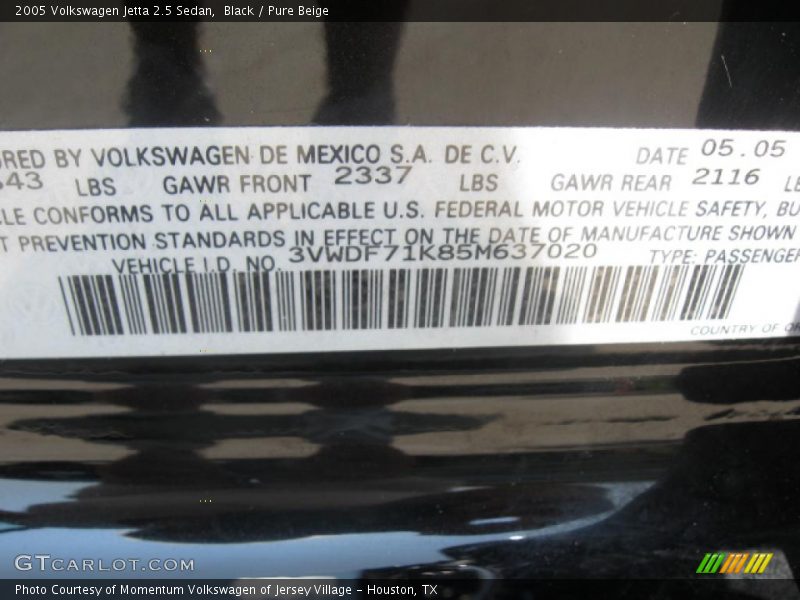 2005 Volkswagen Jetta 2.5 Sedan, Black / Pure Beige
URED BY VOLKSWAGEN DE MEXICO S.A. DE C.V. DATE 05.05
43 LBS GAWR FRONT 2337 LBS GAWR REAR 2116 LB
LE CONFORMS TO ALL APPLICABLE U.S. FEDERAL MOTOR VEHICLE SAFETY, BU
T PREVENTION STANDARDS IN EFFECT ON THE DATE OF MANUFACTURE SHOWN
VEHICLE I.D. NO. 3VWDF71K85M637020 TYPE: PASSENGER
COUNTRY OF OR
GTCARLOT.COM
Photo Courtesy of Momentum Volkswagen of Jersey Village - Houston, TX